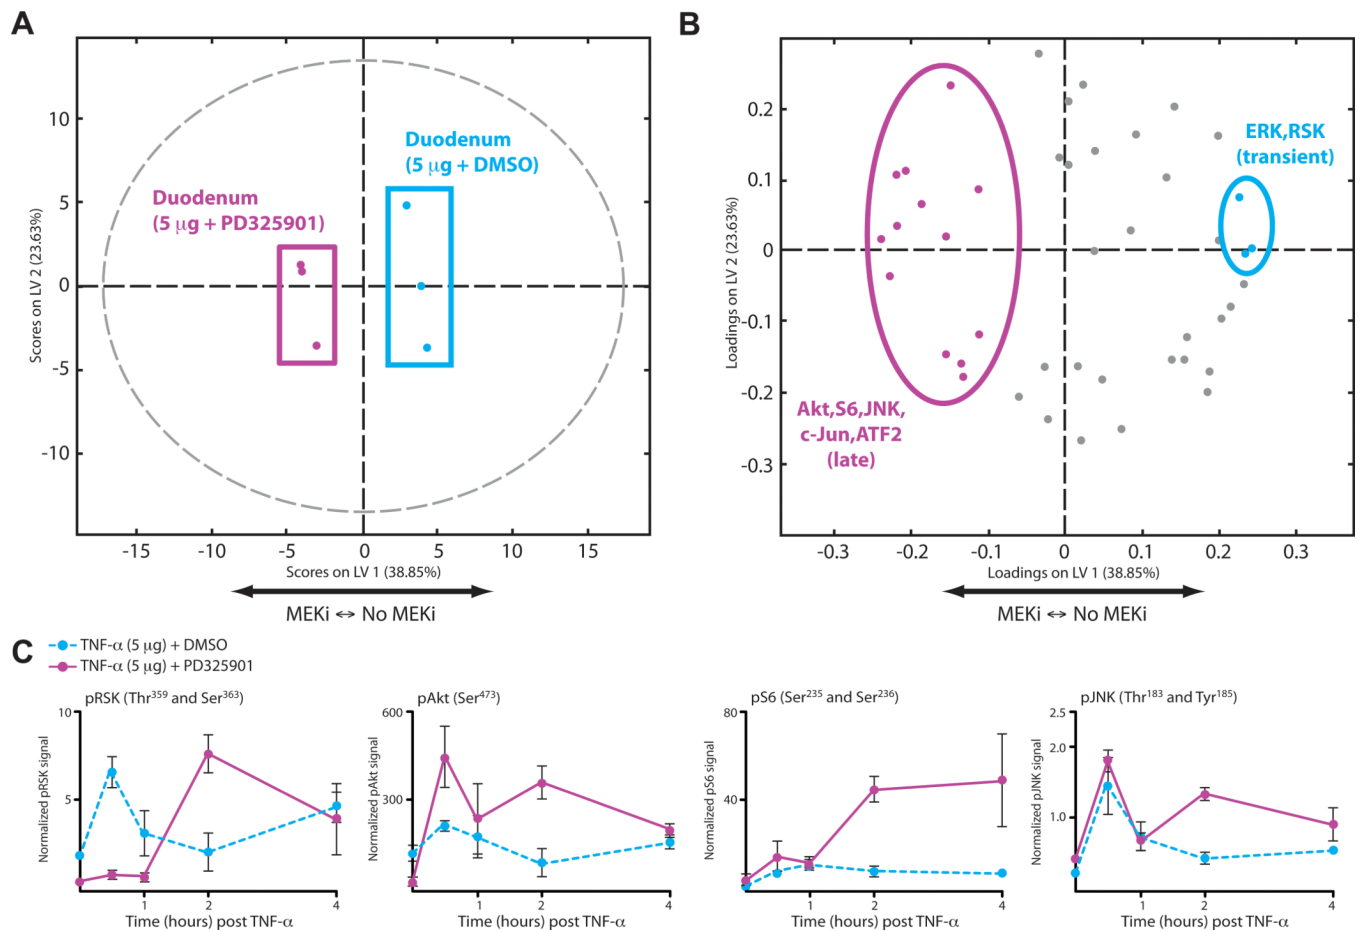 A
Scores on LV 2 (23.63%)
10
5
0
-5
-10
Duodenum
(5 µg + DMSO)
Duodenum
(5 µg + PD325901)
-15
-10
-5
0
5
10
15
Scores on LV 1 (38.85%)
MEKi ↔ No MEKi
B
Loadings on LV 2 (23.63%)
0.2
0.1
0
-0.1
-0.2
-0.3
ERK,RSK
(transient)
Akt,S6,JNK,
c-Jun,ATF2
(late)
-0.3
-0.2
-0.1
0
0.1
0.2
0.3
Loadings on LV 1 (38.85%)
MEKi ↔ No MEKi
C
TNF-α (5 µg) + DMSO
TNF-α (5 µg) + PD325901
pRSK (Thr³⁵⁹ and Ser³⁶³)
Normalized pRSK signal
10
5
1
2
4
Time (hours) post TNF-α
pAkt (Ser⁴⁷³)
Normalized pAkt signal
600
300
1
2
4
Time (hours) post TNF-α
pS6 (Ser²³⁵ and Ser²³⁶)
Normalized pS6 signal
80
40
1
2
4
Time (hours) post TNF-α
pJNK (Thr¹⁸³ and Tyr¹⁸⁵)
Normalized pJNK signal
2.5
2.0
1.0
1
2
4
Time (hours) post TNF-α